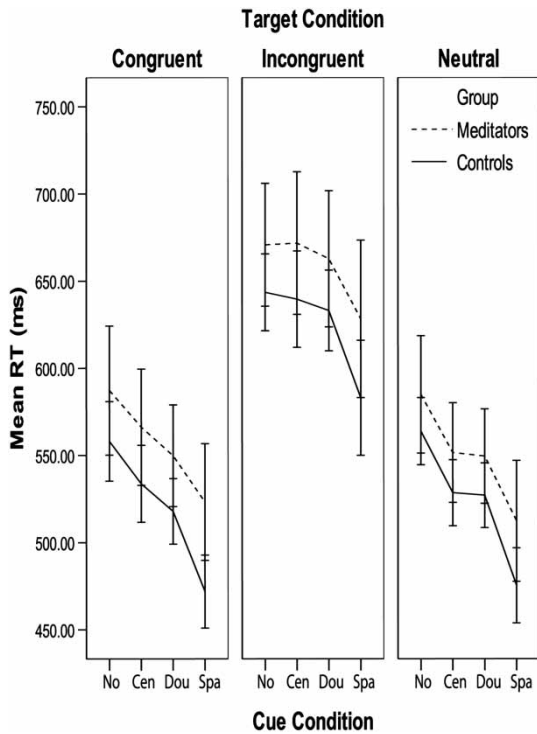 Target Condition
Congruent Incongruent Neutral
Group
Meditators
Controls
Mean RT (ms)
750.00
700.00
650.00
600.00
550.00
500.00
450.00
No Cen Dou Spa No Cen Dou Spa No Cen Dou Spa
Cue Condition